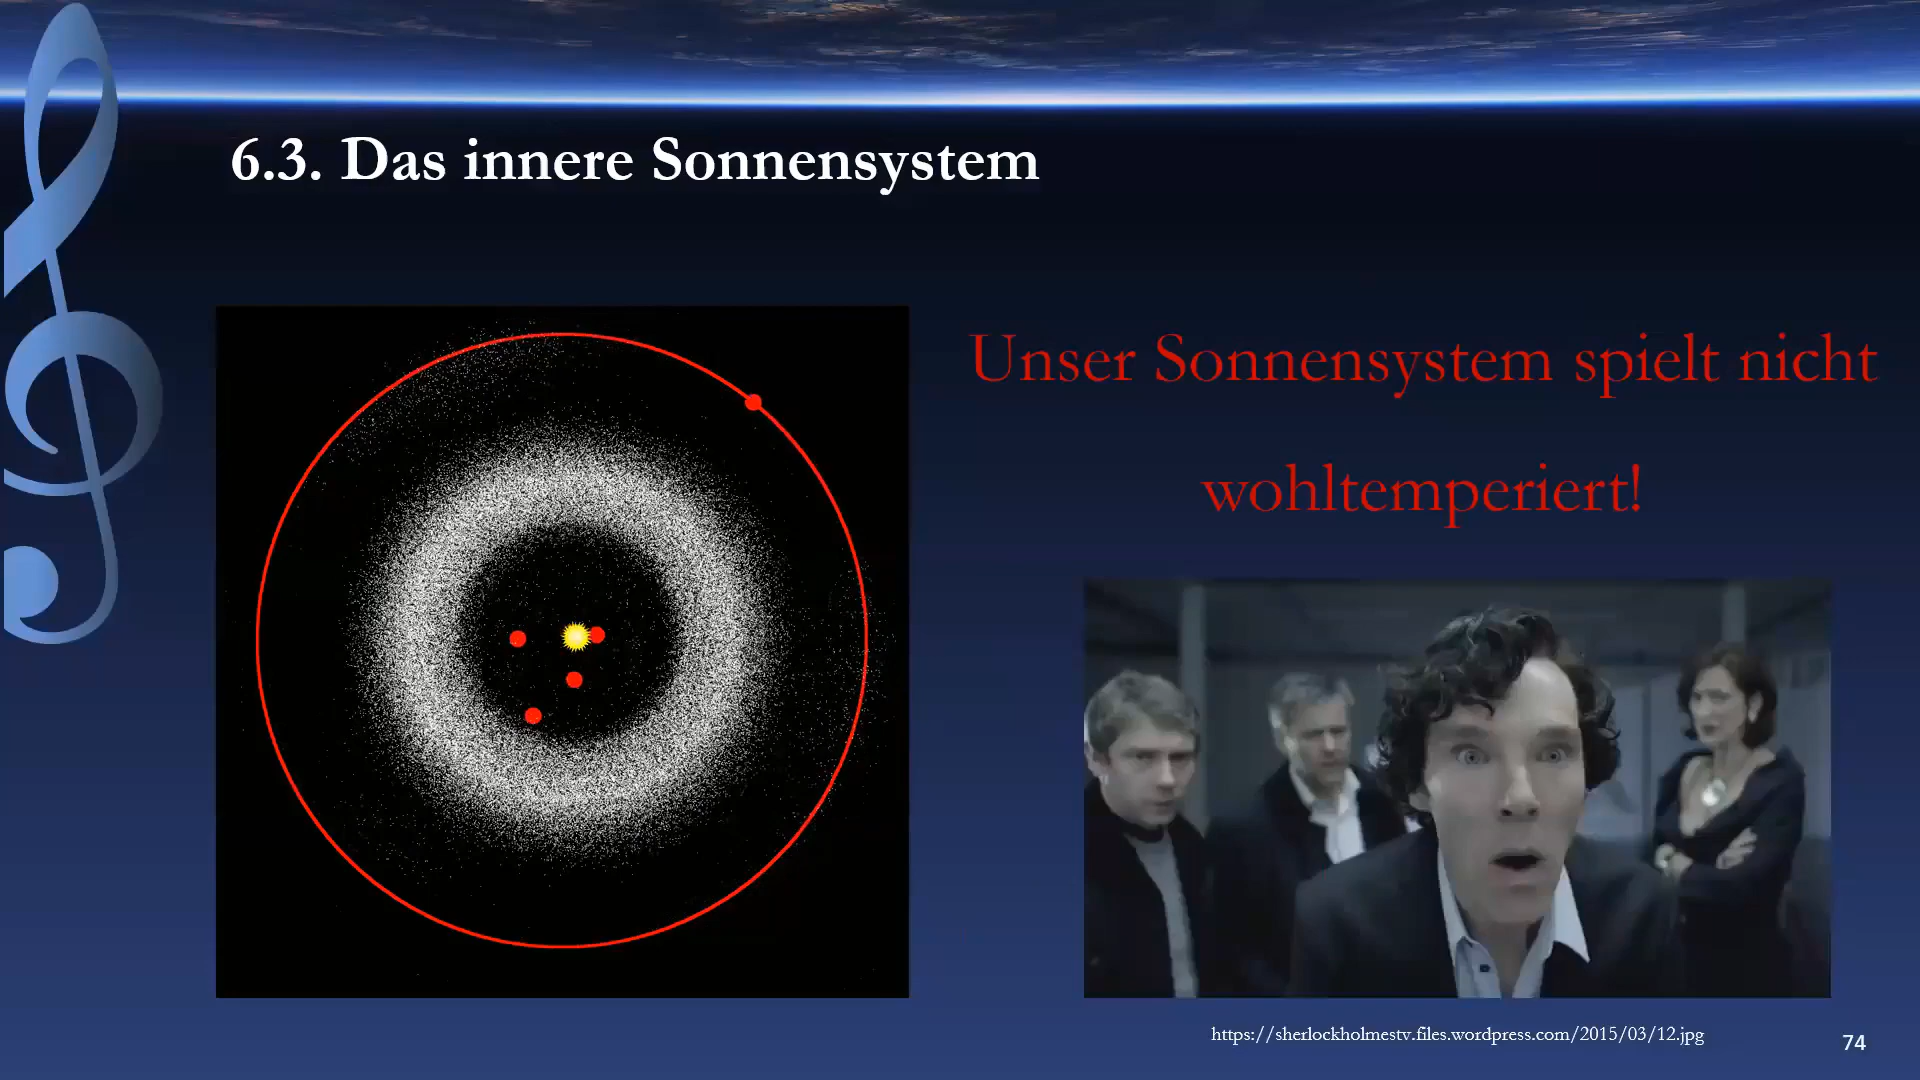 6.3. Das innere Sonnensystem
Unser Sonnensystem spielt nicht
wohltemperiert!
https://sherlockholmestv.files.wordpress.com/2015/03/12.jpg
74